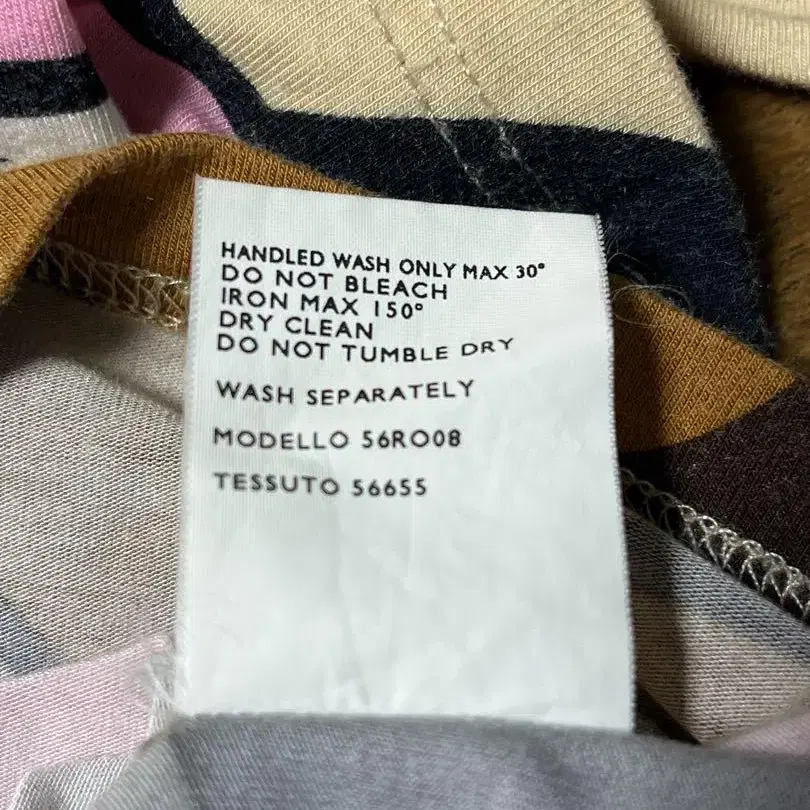 HANDLED WASH ONLY MAX 30°
DO NOT BLEACH
IRON MAX 150°
DRY CLEAN
DO NOT TUMBLE DRY
WASH SEPARATELY
MODELLO 56RO08
TESSUTO 56655